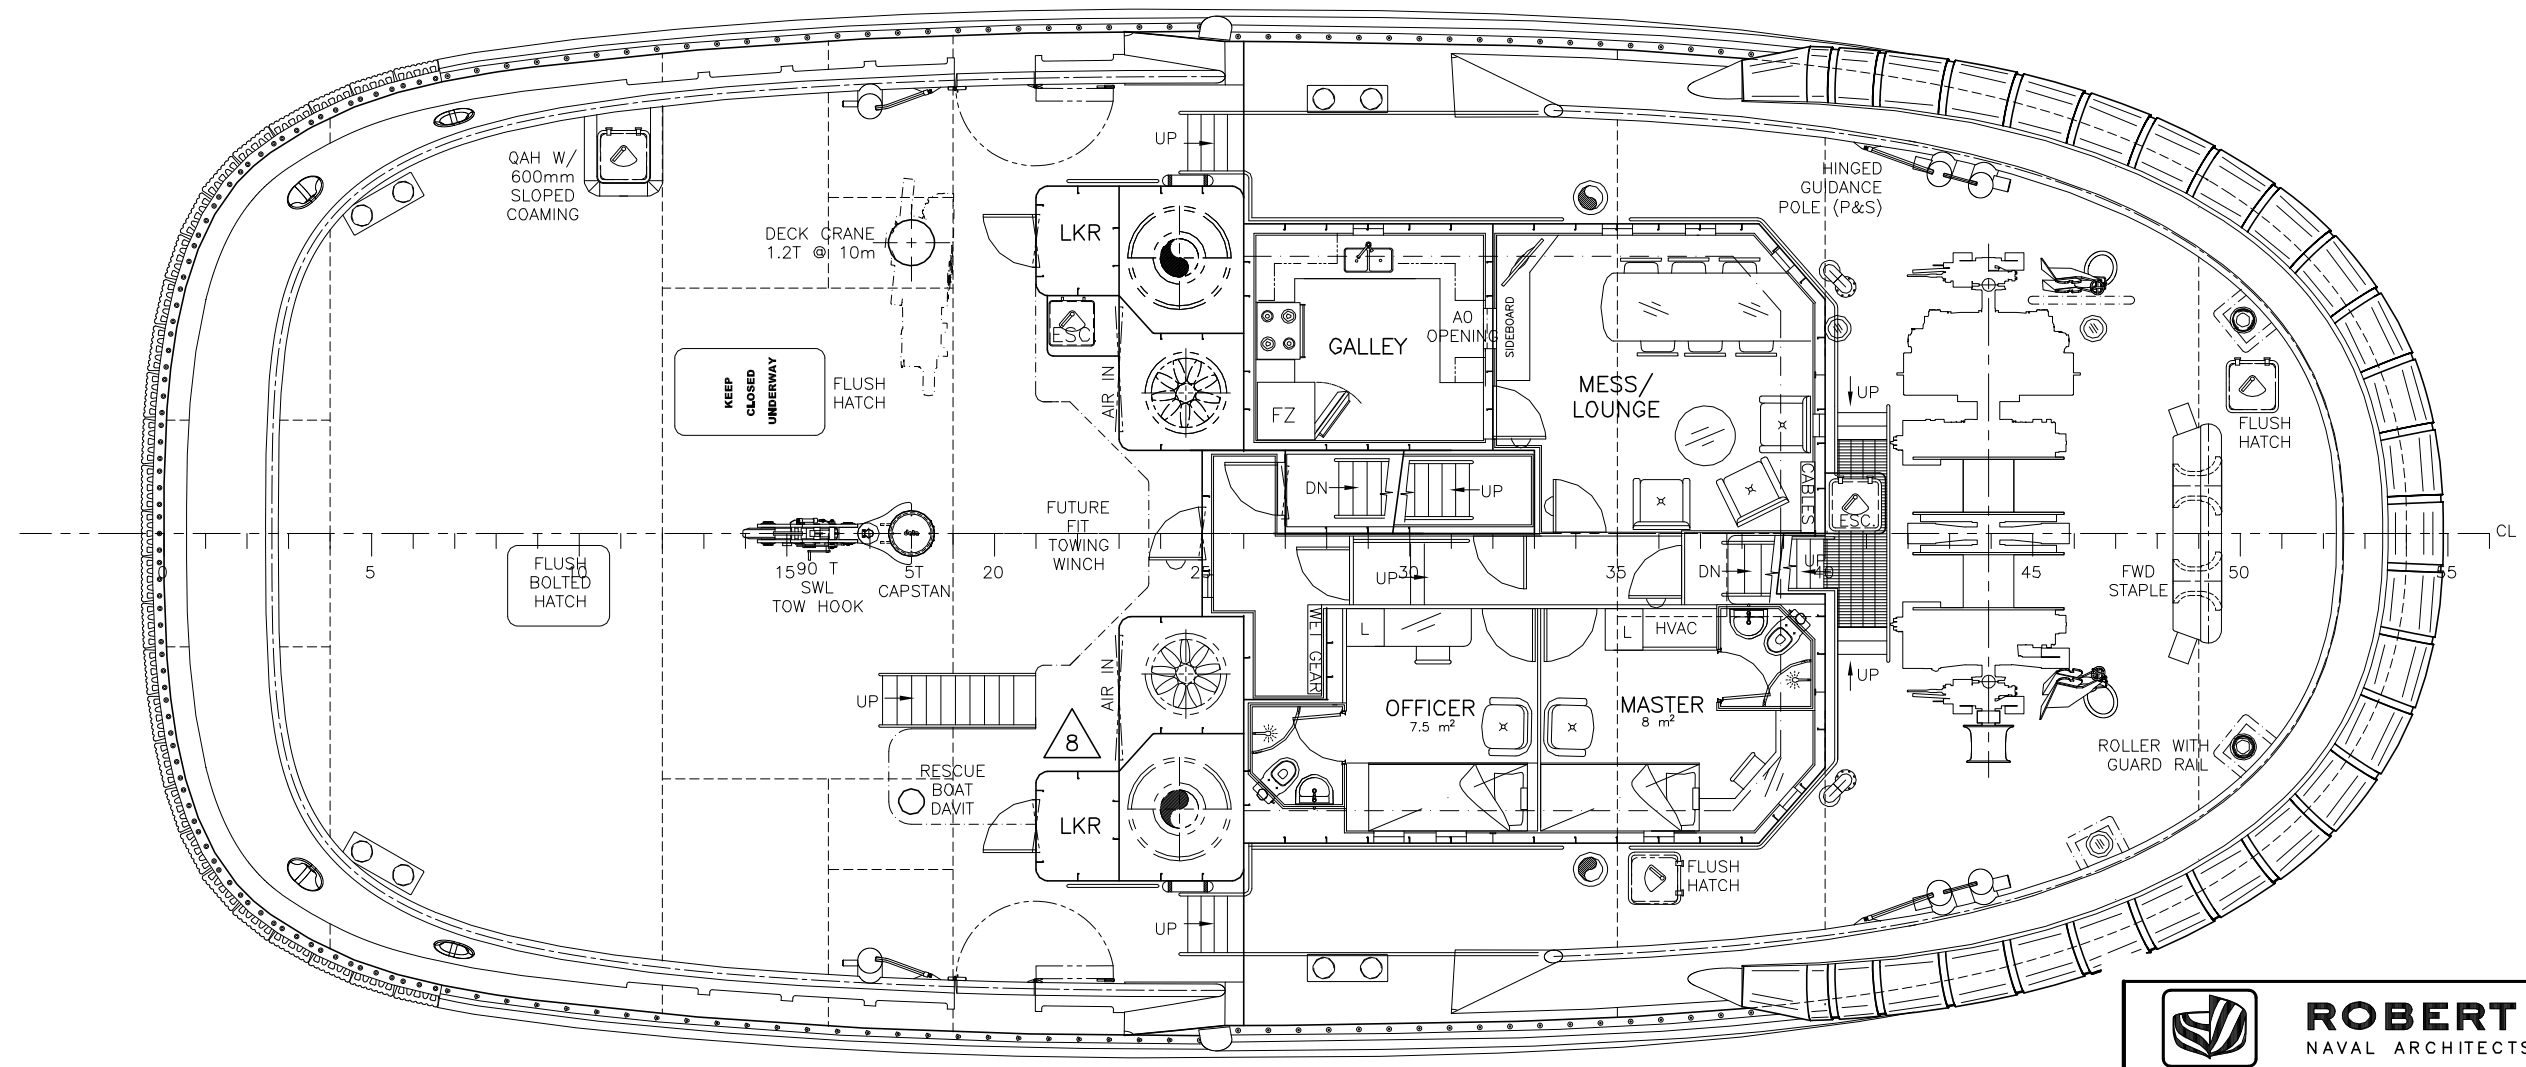 QAH W/
600mm
SLOPED
COAMING
UP
HINGED
GUIDANCE
POLE (P&S)
DECK CRANE
1.2T @ 10m
LKR
ESC
KEEP
CLOSED
UNDERWAY
FLUSH
HATCH
AIR IN
GALLEY
AO
OPENING
SIDEBOARD
FZ
MESS/
LOUNGE
UP
FLUSH
HATCH
DN
UP
CABLES
ESC.
FUTURE
FIT
TOWING
WINCH
CL
FLUSH
BOLTED
HATCH
0
5
10
15
20
25
30
35
40
45
50
55
90 T
SWL
TOW HOOK
5T
CAPSTAN
UP
DN
UP
FWD
STAPLE
WET GEAR
L
L
HVAC
UP
AIR IN
UP
8
OFFICER
7.5 m²
MASTER
8 m²
ROLLER WITH
GUARD RAIL
RESCUE
BOAT
DAVIT
LKR
FLUSH
HATCH
UP
ROBERT
NAVAL ARCHITECTS